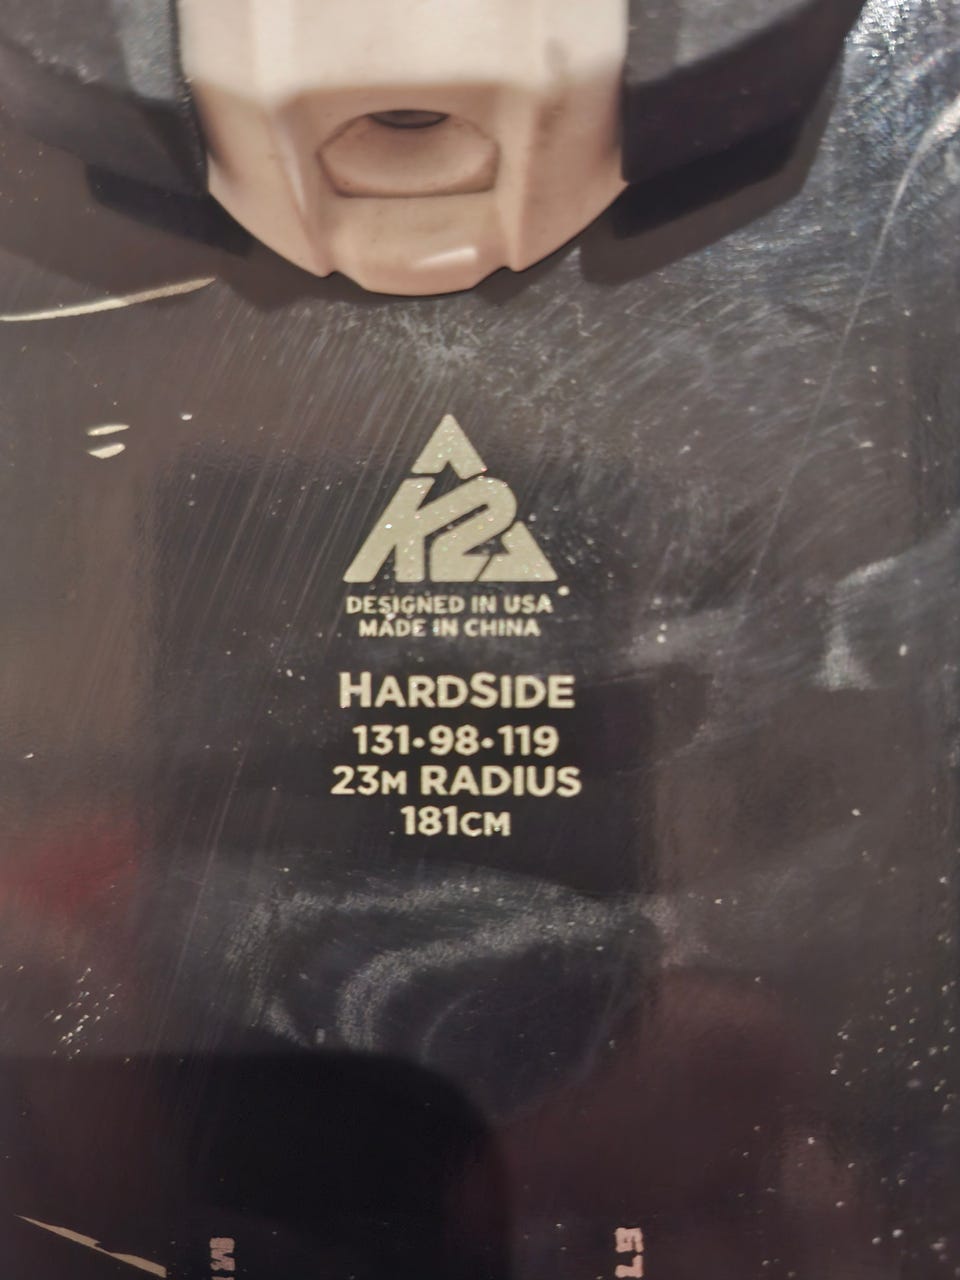 K2
DESIGNED IN USA
MADE IN CHINA
HARDSIDE
131•98•119
23M RADIUS
181CM